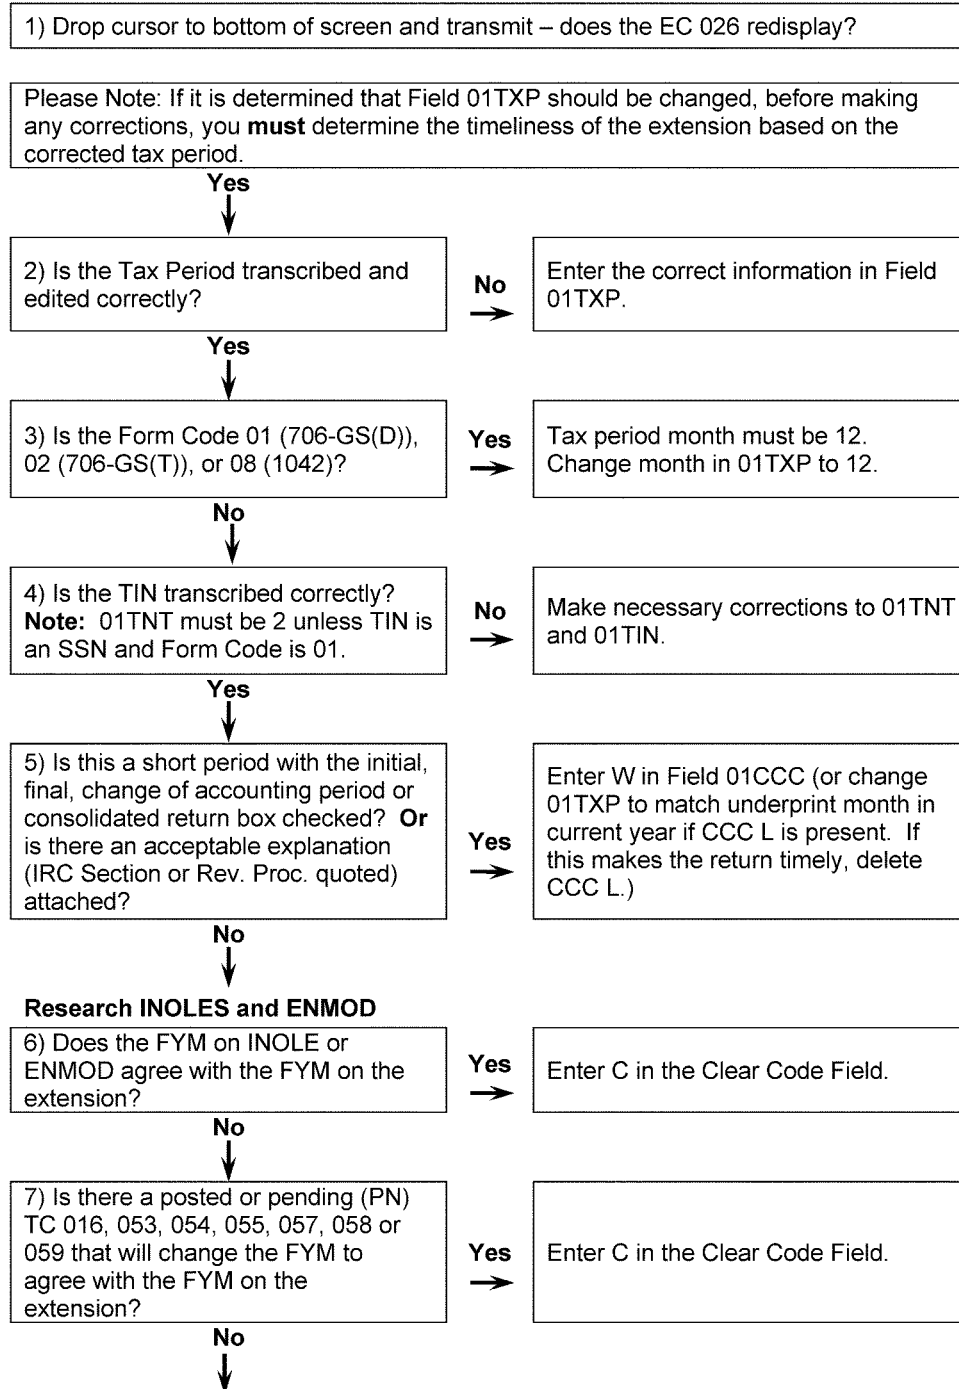 1) Drop cursor to bottom of screen and transmit – does the EC 026 redisplay?
Please Note: If it is determined that Field 01TXP should be changed, before making
any corrections, you must determine the timeliness of the extension based on the
corrected tax period.
Yes
2) Is the Tax Period transcribed and
edited correctly?
No
Enter the correct information in Field
01TXP.
Yes
3) Is the Form Code 01 (706-GS(D)),
02 (706-GS(T)), or 08 (1042)?
Yes
Tax period month must be 12.
Change month in 01TXP to 12.
No
4) Is the TIN transcribed correctly?
Note: 01TNT must be 2 unless TIN is
an SSN and Form Code is 01.
No
Make necessary corrections to 01TNT
and 01TIN.
Yes
5) Is this a short period with the initial,
final, change of accounting period or
consolidated return box checked? Or
is there an acceptable explanation
(IRC Section or Rev. Proc. quoted)
attached?
Yes
Enter W in Field 01CCC (or change
01TXP to match underprint month in
current year if CCC L is present. If
this makes the return timely, delete
CCC L.)
No
Research INOLES and ENMOD
6) Does the FYM on INOLE or
ENMOD agree with the FYM on the
extension?
Yes
Enter C in the Clear Code Field.
No
7) Is there a posted or pending (PN)
TC 016, 053, 054, 055, 057, 058 or
059 that will change the FYM to
agree with the FYM on the
extension?
Yes
Enter C in the Clear Code Field.
No